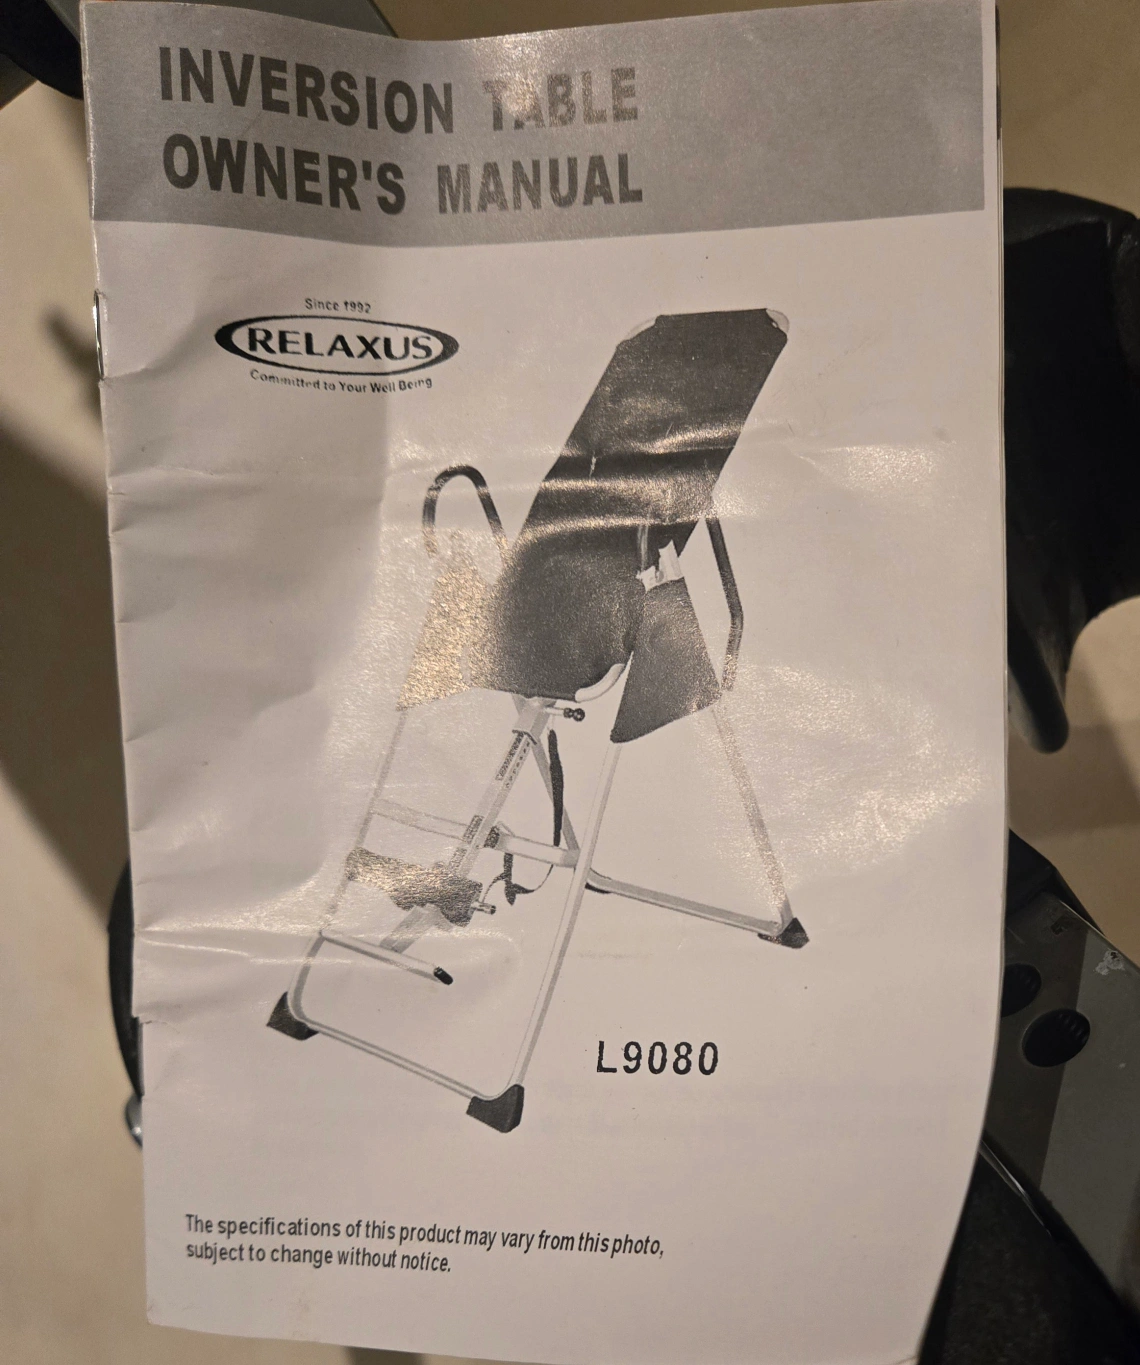 INVERSION TABLE
OWNER'S MANUAL
Since 1992
RELAXUS
Committed to Your Well Being
L9080
The specifications of this product may vary from this photo,
subject to change without notice.